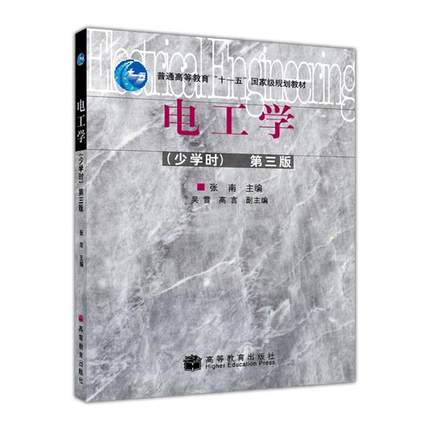 Electrical Engineering
普通高等教育“十一五”国家级规划教材
电工学
(少学时) 第三版
张南 主编
吴雪 高言 副主编
高等教育出版社
电工学
(少学时) 第三版
张南 主编
高等教育出版社